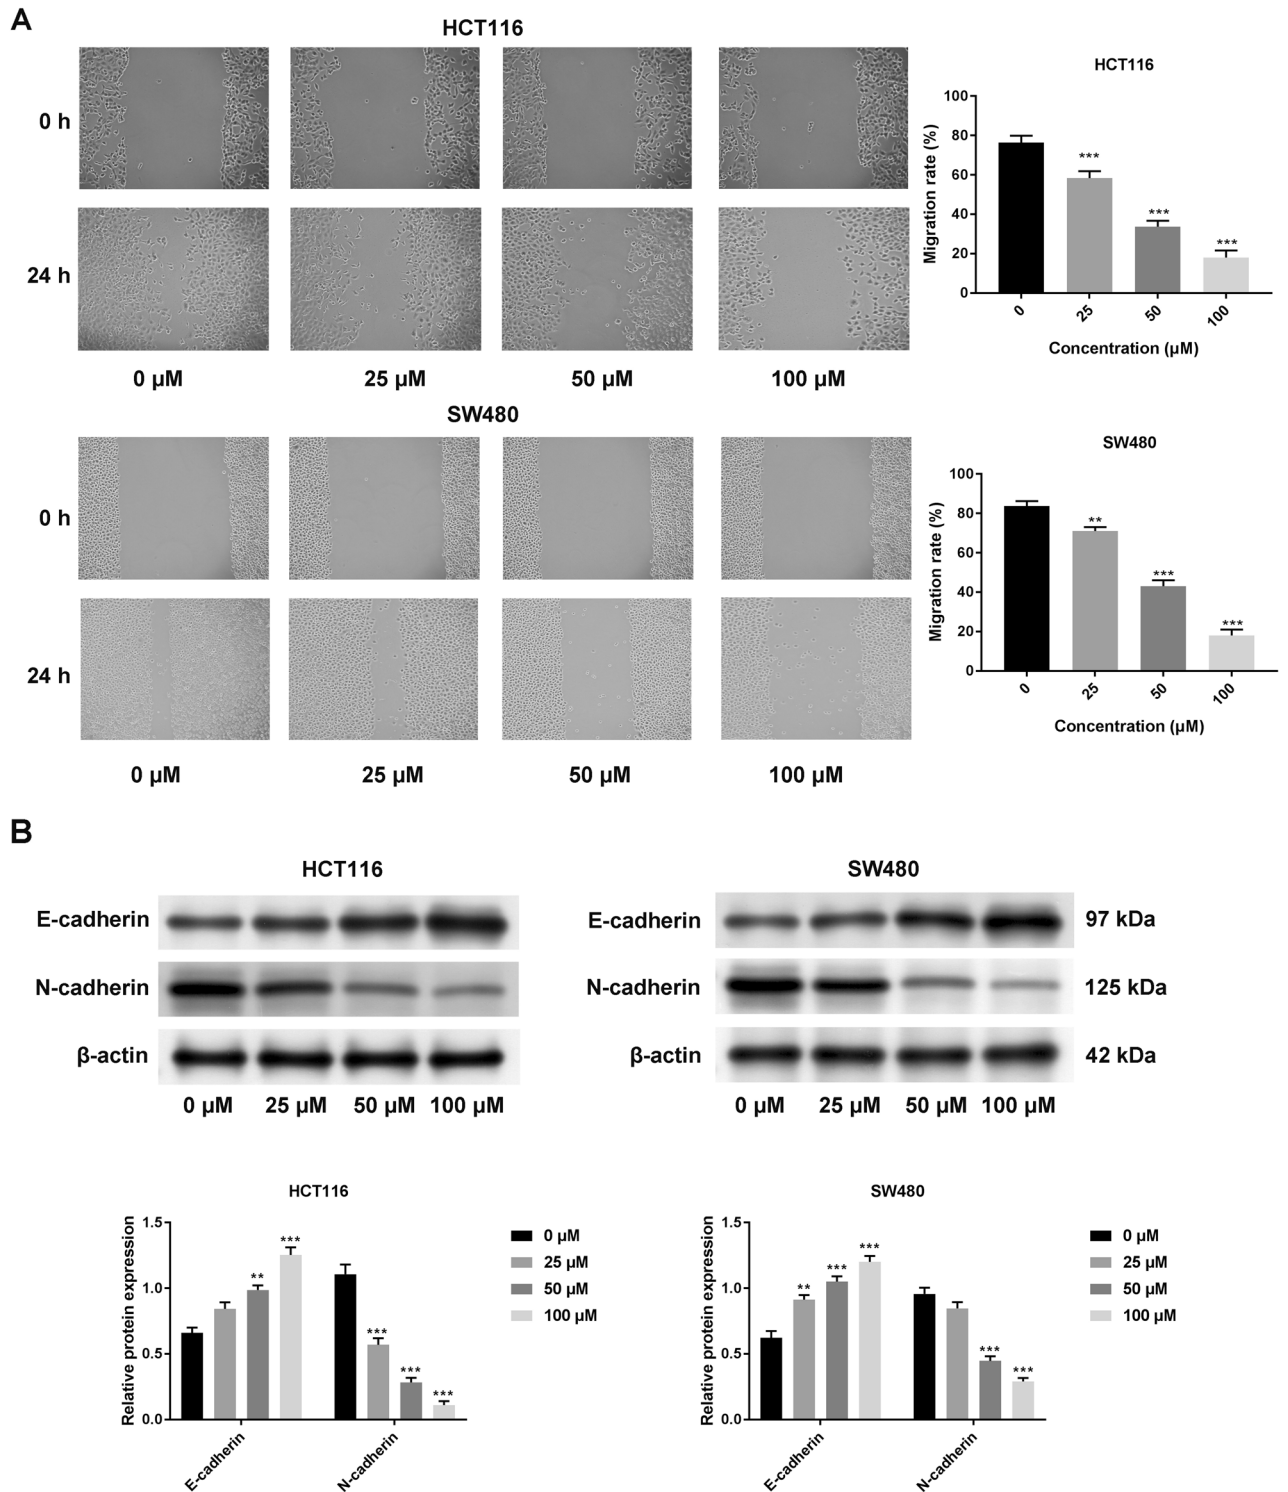 A
HCT116
0 h
24 h
0 µM 25 µM 50 µM 100 µM
HCT116
Migration rate (%)
100
80
60
40
20
0
***
***
***
0 25 50 100
Concentration (µM)
SW480
0 h
24 h
0 µM 25 µM 50 µM 100 µM
SW480
Migration rate (%)
100
80
60
40
20
0
**
***
***
0 25 50 100
Concentration (µM)
B
HCT116
E-cadherin
N-cadherin
β-actin
0 µM 25 µM 50 µM 100 µM
SW480
E-cadherin 97 kDa
N-cadherin 125 kDa
β-actin 42 kDa
0 µM 25 µM 50 µM 100 µM
HCT116
Relative protein expression
1.5
1.0
0.5
0.0
**
***
***
***
***
E-cadherin
N-cadherin
0 µM
25 µM
50 µM
100 µM
SW480
Relative protein expression
1.5
1.0
0.5
0.0
**
***
***
***
***
E-cadherin
N-cadherin
0 µM
25 µM
50 µM
100 µM